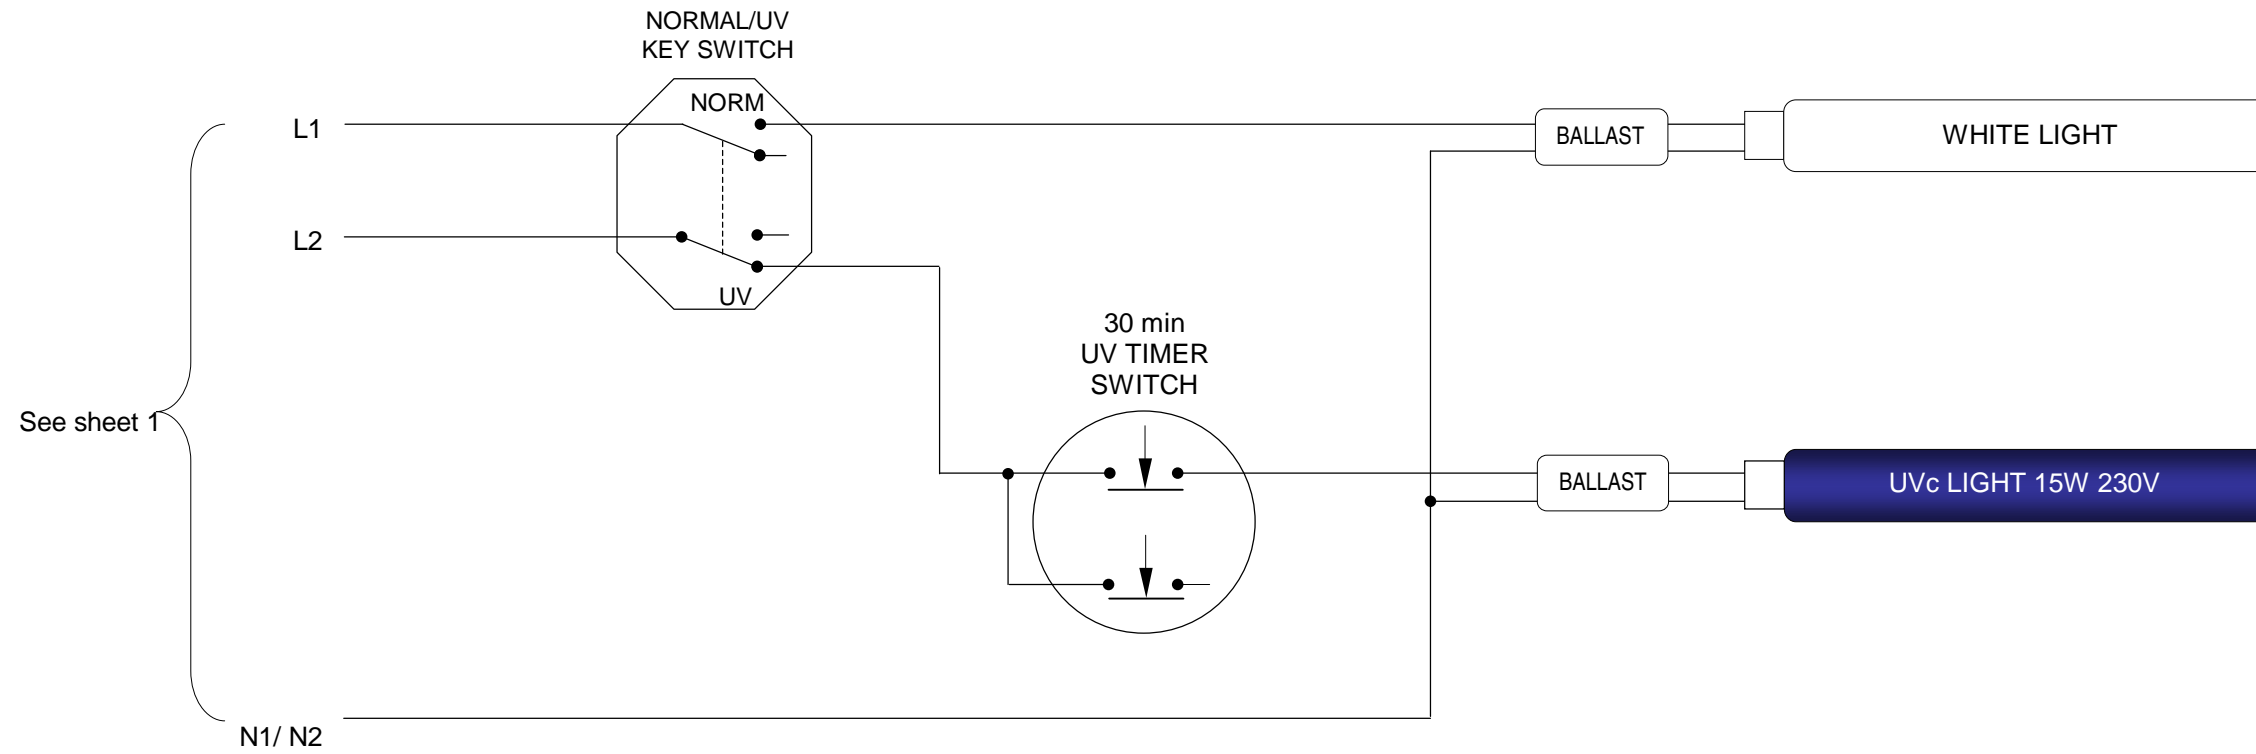 NORMAL/UV
KEY SWITCH
NORM
L1
BALLAST
WHITE LIGHT
L2
UV
30 min
UV TIMER
SWITCH
See sheet 1
BALLAST
UVc LIGHT 15W 230V
N1/ N2